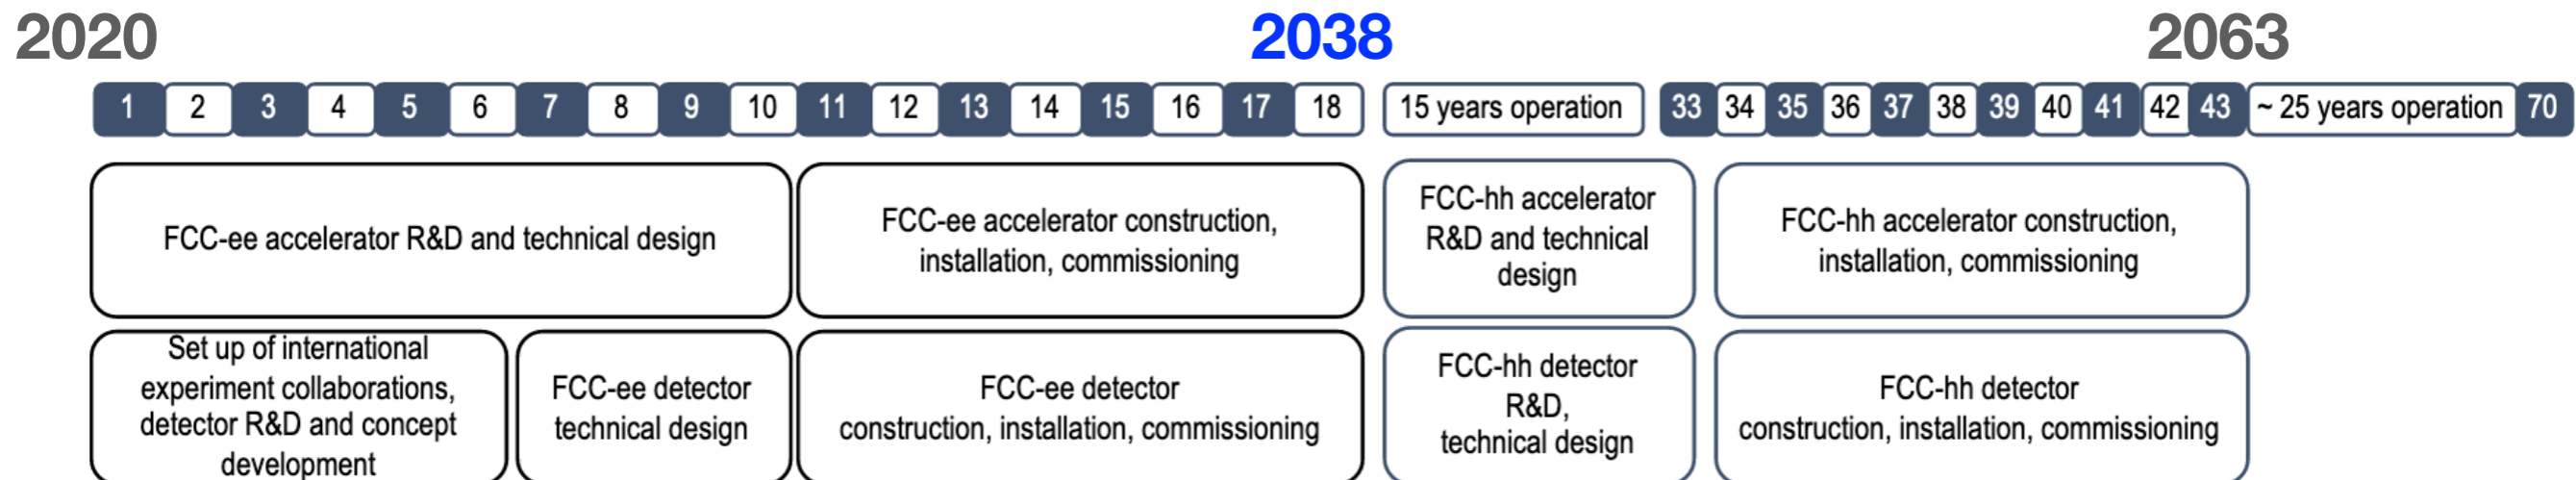 2020 2038 2063
1 2 3 4 5 6 7 8 9 10 11 12 13 14 15 16 17 18 15 years operation 33 34 35 36 37 38 39 40 41 42 43 ~ 25 years operation 70
FCC-ee accelerator R&D and technical design
FCC-ee accelerator construction,
installation, commissioning
FCC-hh accelerator
R&D and technical
design
FCC-hh accelerator construction,
installation, commissioning
Set up of international
experiment collaborations,
detector R&D and concept
development
FCC-ee detector
technical design
FCC-ee detector
construction, installation, commissioning
FCC-hh detector
R&D,
technical design
FCC-hh detector
construction, installation, commissioning